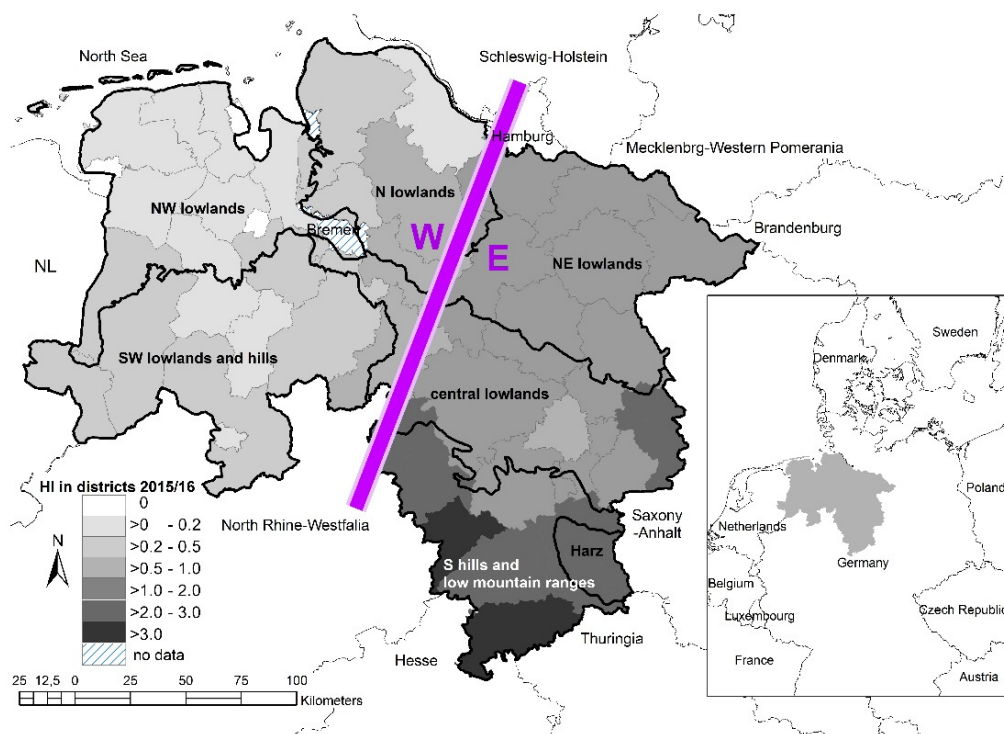 North Sea
Schleswig-Holstein
Hamburg
Mecklenbrg-Western Pomerania
N lowlands
NW lowlands
Bremen
W
E
Brandenburg
NL
NE lowlands
SW lowlands and hills
central lowlands
HI in districts 2015/16
0
>0 - 0.2
>0.2 - 0.5
>0.5 - 1.0
>1.0 - 2.0
>2.0 - 3.0
>3.0
no data
N
North Rhine-Westfalia
Saxony
-Anhalt
Harz
S hills and
low mountain ranges
Thuringia
Hesse
25 12,5 0 25 50 75 100
Kilometers
Sweden
Denmark
Poland
Netherlands
Germany
Belgium
Luxembourg
Czech Republic
France
Austria